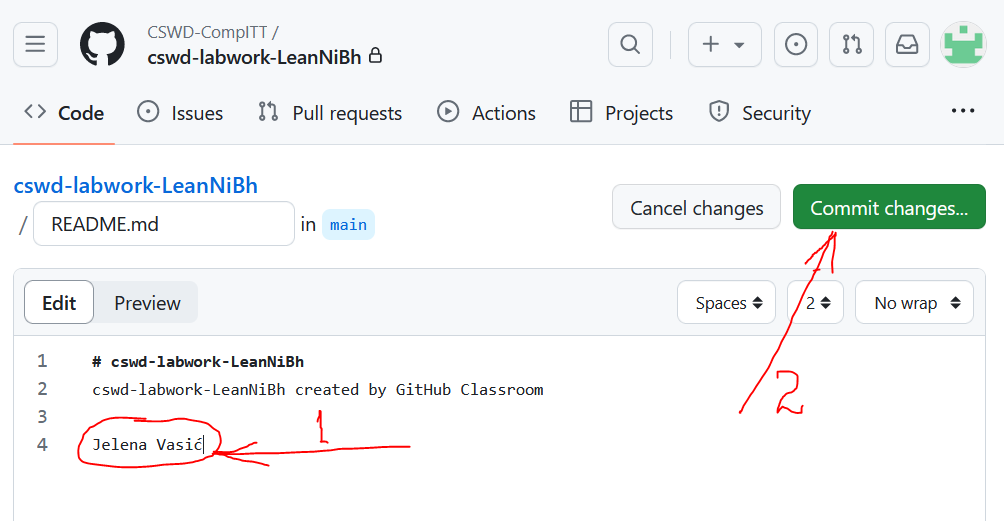 CSWD-CompITT /
cswd-labwork-LeanNiBh
Code Issues Pull requests Actions Projects Security
cswd-labwork-LeanNiBh
/ README.md in main
Cancel changes Commit changes...
Edit Preview Spaces 2 No wrap
1 # cswd-labwork-LeanNiBh
2 cswd-labwork-LeanNiBh created by GitHub Classroom
3
4 Jelena Vasić
1
2